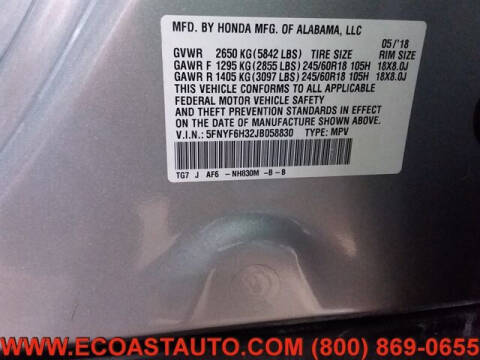 MFD. BY HONDA MFG. OF ALABAMA, LLC
05/'18
GVWR 2650 KG (5842 LBS) TIRE SIZE RIM SIZE
GAWR F 1295 KG(2855 LBS) 245/60R18 105H 18X8.0J
GAWR R 1405 KG(3097 LBS) 245/60R18 105H 18X8.0J
THIS VEHICLE CONFORMS TO ALL APPLICABLE
FEDERAL MOTOR VEHICLE SAFETY
AND THEFT PREVENTION STANDARDS IN EFFECT
ON THE DATE OF MANUFACTURE SHOWN ABOVE.
V.I.N.: 5FNYF6H32JB058830 TYPE: MPV
TG7 J AF6 -NH830M -B -B
WWW.ECOASTAUTO.COM (800) 869-0655